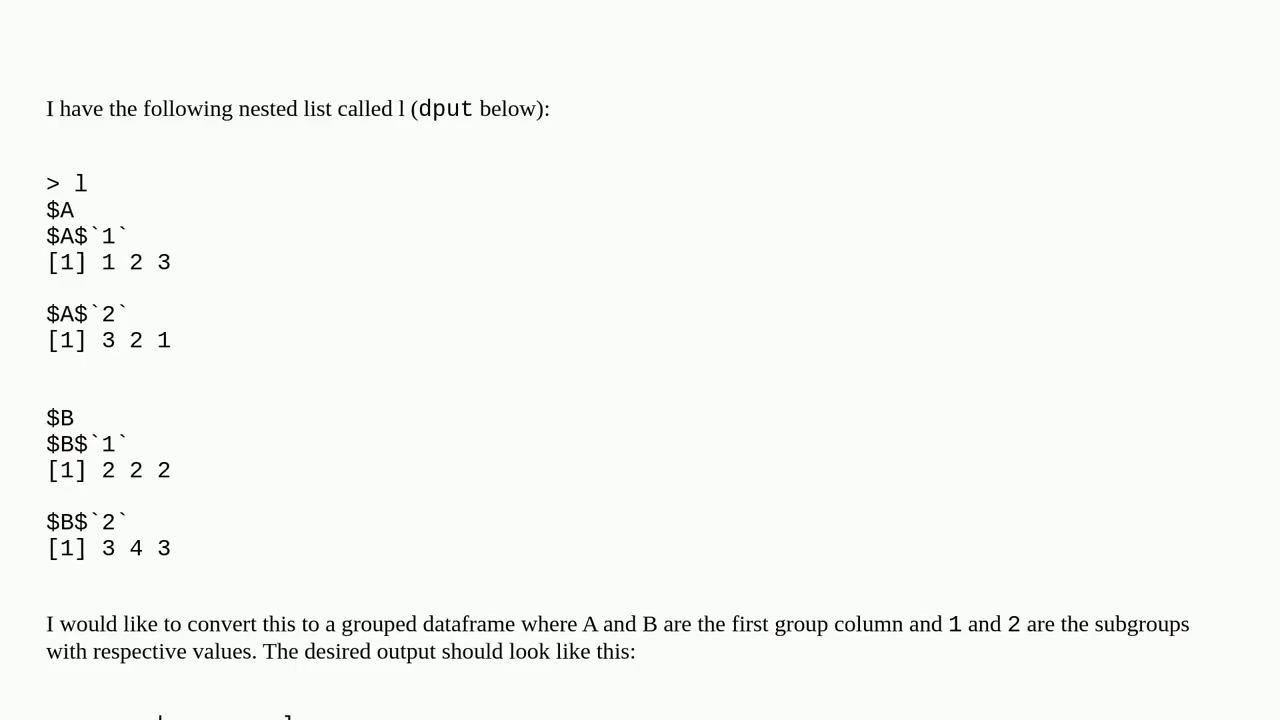 I have the following nested list called l (dput below):
> l
$A
$A$`1`
[1] 1 2 3
$A$`2`
[1] 3 2 1
$B
$B$`1`
[1] 2 2 2
$B$`2`
[1] 3 4 3
I would like to convert this to a grouped dataframe where A and B are the first group column and 1 and 2 are the subgroups
with respective values. The desired output should look like this: